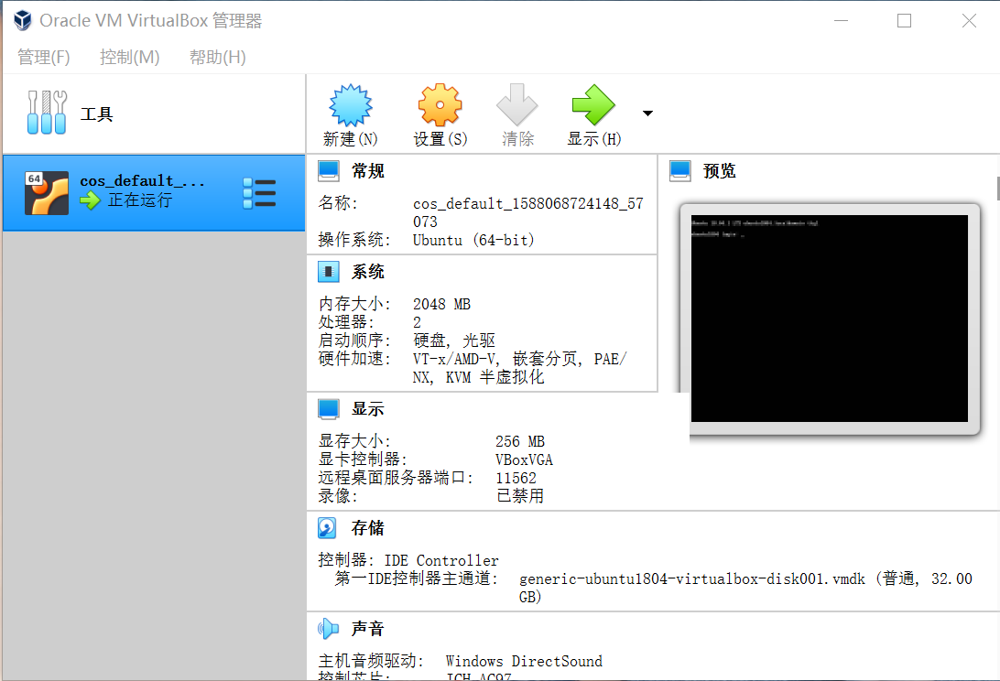 Oracle VM VirtualBox 管理器
管理(F) 控制(M) 帮助(H)
工具
新建(N) 设置(S) 清除 显示(H)
64
cos_default_...
正在运行
常规
名称: cos_default_1588068724148_57
073
操作系统: Ubuntu (64-bit)
预览
系统
内存大小: 2048 MB
处理器: 2
启动顺序: 硬盘, 光驱
硬件加速: VT-x/AMD-V, 嵌套分页, PAE/
NX, KVM 半虚拟化
显示
显存大小: 256 MB
显卡控制器: VBoxVGA
远程桌面服务器端口: 11562
录像: 已禁用
存储
控制器: IDE Controller
第一IDE控制器主通道: generic-ubuntu1804-virtualbox-disk001.vmdk (普通, 32.00
GB)
声音
主机音频驱动: Windows DirectSound
控制芯片: ICH AC97